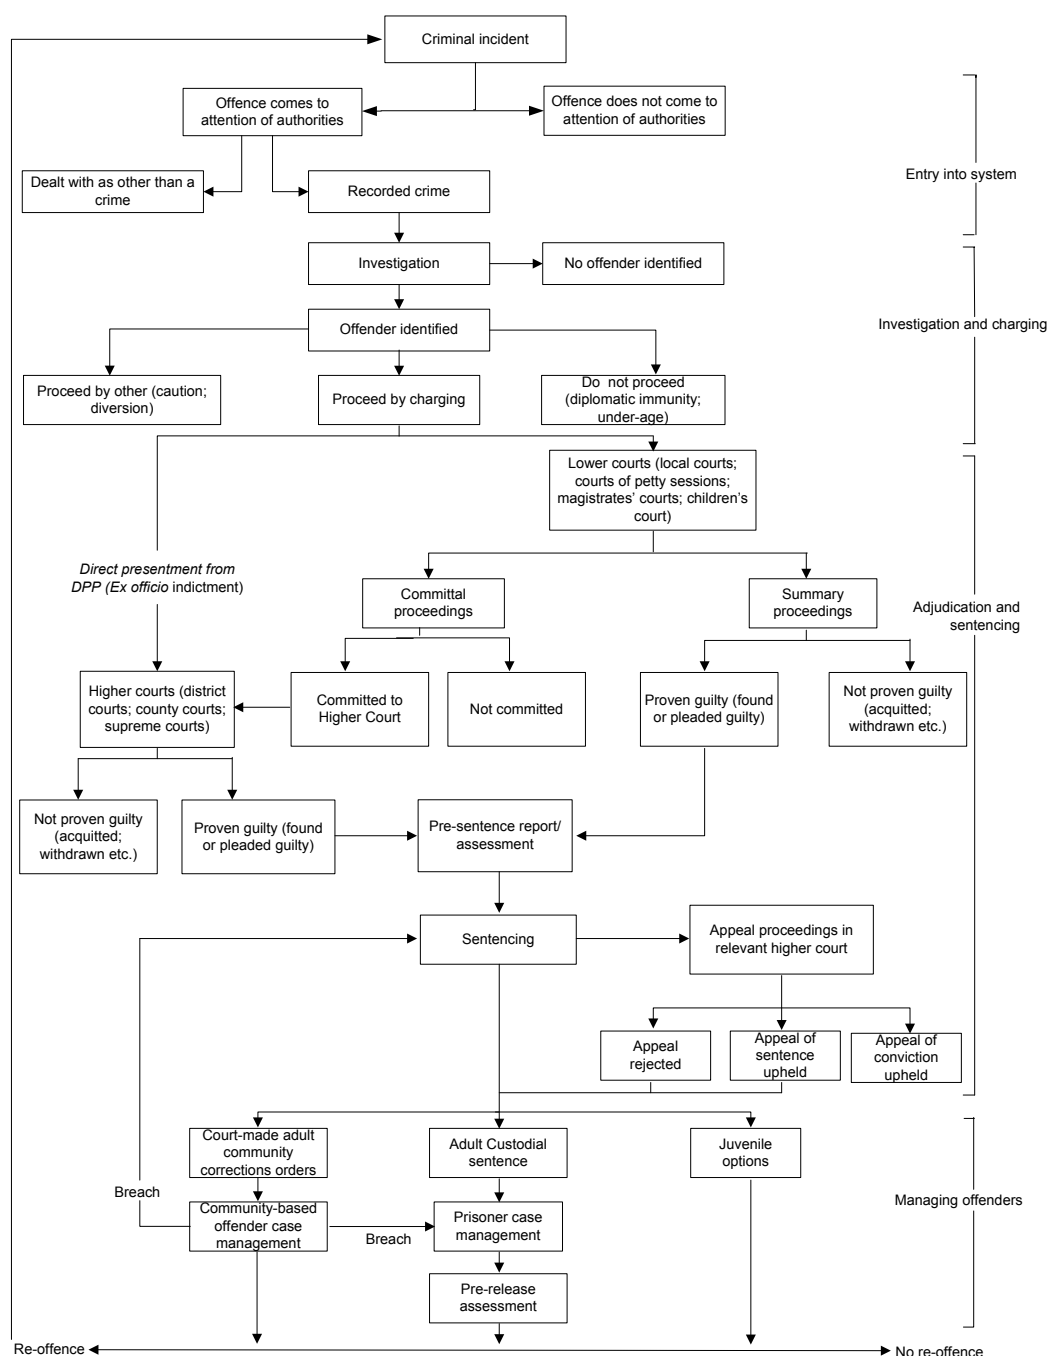 Criminal incident
Offence comes to
attention of authorities
Offence does not come to
attention of authorities
Entry into system
Dealt with as other than a
crime
Recorded crime
Investigation
No offender identified
Offender identified
Investigation and charging
Proceed by other (caution;
diversion)
Proceed by charging
Do not proceed
(diplomatic immunity;
under-age)
Lower courts (local courts;
courts of petty sessions;
magistrates' courts; children's
court)
Direct presentment from
DPP (Ex officio indictment)
Committal
proceedings
Summary
proceedings
Adjudication and
sentencing
Higher courts (district
courts; county courts;
supreme courts)
Committed to
Higher Court
Not committed
Proven guilty (found
or pleaded guilty)
Not proven guilty
(acquitted;
withdrawn etc.)
Not proven guilty
(acquitted;
withdrawn etc.)
Proven guilty (found
or pleaded guilty)
Pre-sentence report/
assessment
Sentencing
Appeal proceedings in
relevant higher court
Appeal
rejected
Appeal of
sentence
upheld
Appeal of
conviction
upheld
Court-made adult
community
corrections orders
Adult Custodial
sentence
Juvenile
options
Breach
Managing offenders
Community-based
offender case
management
Breach
Prisoner case
management
Pre-release
assessment
Re-offence
No re-offence